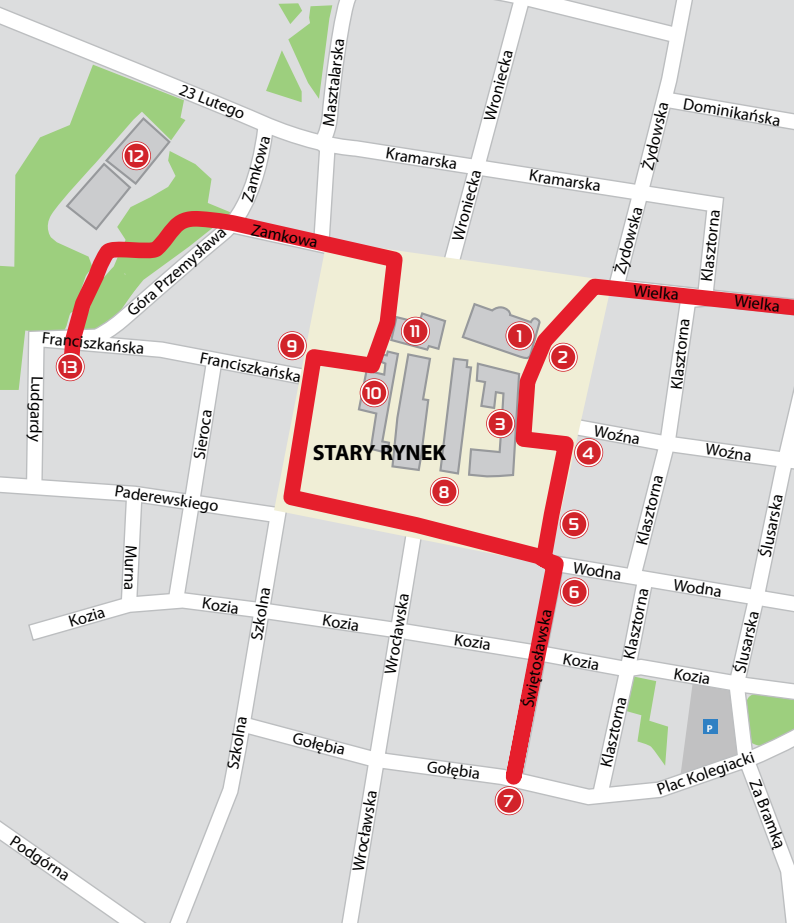 23 Lutego
Masztalarska
Wroniecka
Żydowska
Dominikańska
12
Zamkowa
Kramarska
Kramarska
Wroniecka
Żydowska
Klasztorna
Zamkowa
Góra Przemysława
Wielka
Wielka
11
1
2
9
Franciszkańska
Franciszkańska
13
Klasztorna
10
Ludgardy
Sieroca
3
4
Woźna
Woźna
STARY RYNEK
8
Paderewskiego
5
Klasztorna
Ślusarska
Murna
Wodna
Wodna
6
Kozia
Kozia
Szkolna
Kozia
Wrocławska
Kozia
Świętosławska
Kozia
Klasztorna
Ślusarska
Kozia
Szkolna
Gołębia
Gołębia
Klasztorna
P
7
Plac Kolegiacki
Za Bramką
Wrocławska
Podgórna